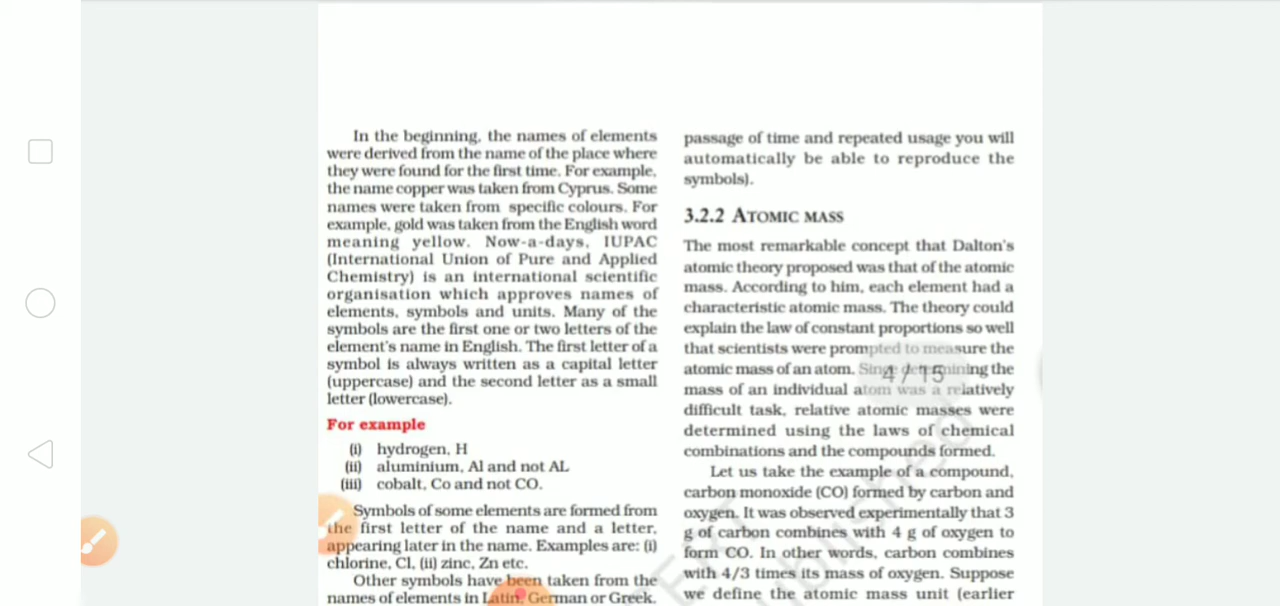 In the beginning, the names of elements
were derived from the name of the place where
they were found for the first time. For example,
the name copper was taken from Cyprus. Some
names were taken from specific colours. For
example, gold was taken from the English word
meaning yellow. Now-a-days, IUPAC
(International Union of Pure and Applied
Chemistry) is an international scientific
organisation which approves names of
elements, symbols and units. Many of the
symbols are the first one or two letters of the
element's name in English. The first letter of a
symbol is always written as a capital letter
(uppercase) and the second letter as a small
letter (lowercase).
For example
(i) hydrogen, H
(ii) aluminium, Al and not AL
(iii) cobalt, Co and not CO.
Symbols of some elements are formed from
the first letter of the name and a letter,
appearing later in the name. Examples are: (i)
chlorine, Cl, (ii) zinc, Zn etc.
Other symbols have been taken from the
names of elements in Latin, German or Greek.
passage of time and repeated usage you will
automatically be able to reproduce the
symbols).
3.2.2 ATOMIC MASS
The most remarkable concept that Dalton's
atomic theory proposed was that of the atomic
mass. According to him, each element had a
characteristic atomic mass. The theory could
explain the law of constant proportions so well
that scientists were prompted to measure the
atomic mass of an atom. the
4 / 15
mass of an individual atom was a relatively
difficult task, relative atomic masses were
determined using the laws of chemical
combinations and the compounds formed.
Let us take the example of a compound,
carbon monoxide (CO) formed by carbon and
oxygen. It was observed experimentally that 3
g of carbon combines with 4 g of oxygen to
form CO. In other words, carbon combines
with 4/3 times its mass of oxygen. Suppose
we define the atomic mass unit (earlier